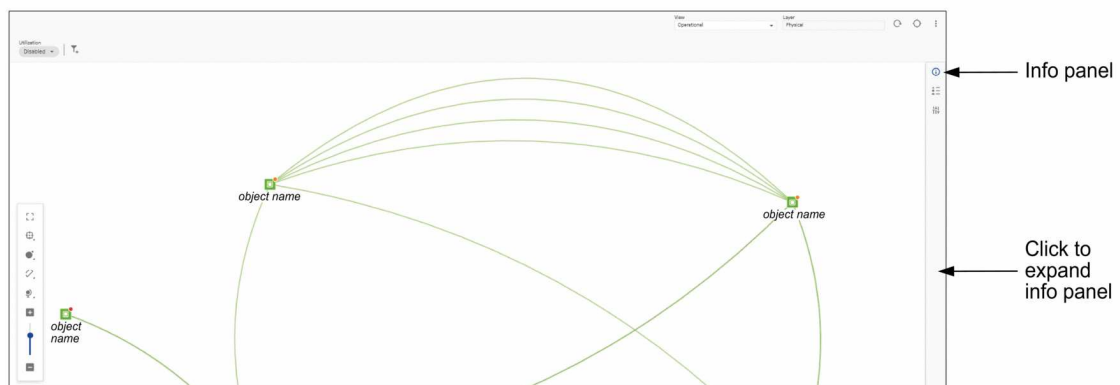 View
Operational
Layer
Physical
Utilization
Disabled
Info panel
object name
object name
Click to
expand
info panel
object
name